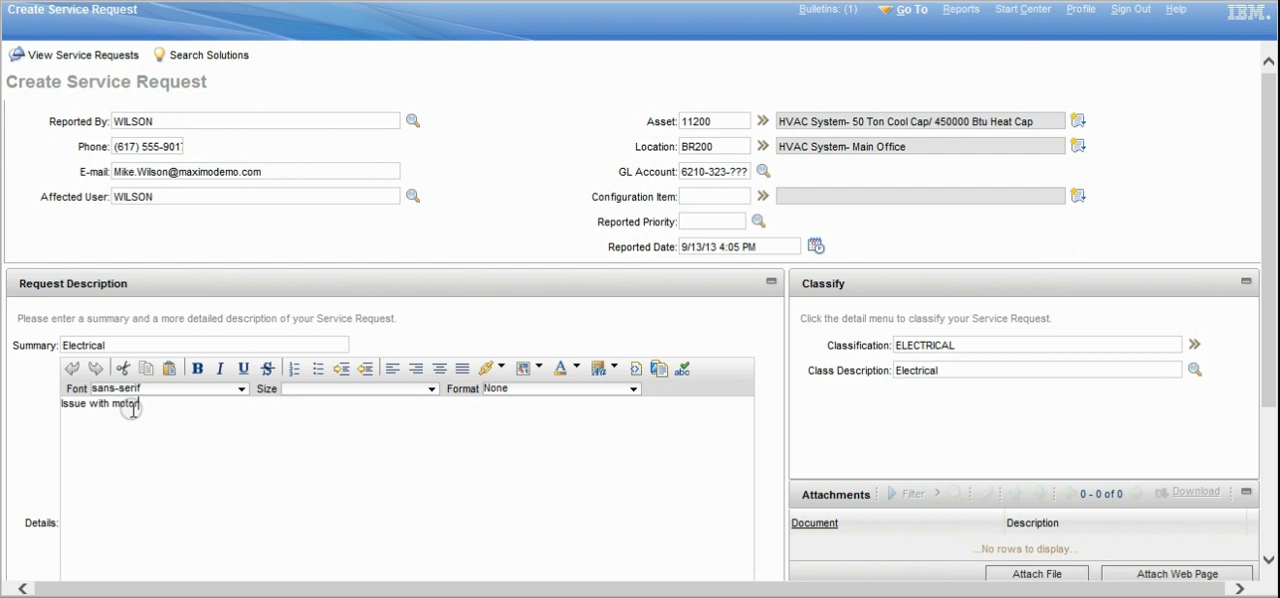 Create Service Request
Bulletins: (1) Go To Reports Start Center Profile Sign Out Help IBM.
View Service Requests Search Solutions
Create Service Request
Reported By: WILSON
Phone: (617) 555-901
E-mail: Mike.Wilson@maximodemo.com
Affected User: WILSON
Asset: 11200 HVAC System- 50 Ton Cool Cap/ 450000 Btu Heat Cap
Location: BR200 HVAC System- Main Office
GL Account: 6210-323-???
Configuration Item:
Reported Priority:
Reported Date: 9/13/13 4:05 PM
Request Description
Please enter a summary and a more detailed description of your Service Request.
Summary: Electrical
B I U S A abc
Font sans-serif Size Format None
Issue with motor
Details:
Classify
Click the detail menu to classify your Service Request.
Classification: ELECTRICAL
Class Description: Electrical
Attachments Filter 0 - 0 of 0 Download
Document Description
...No rows to display...
Attach File Attach Web Page